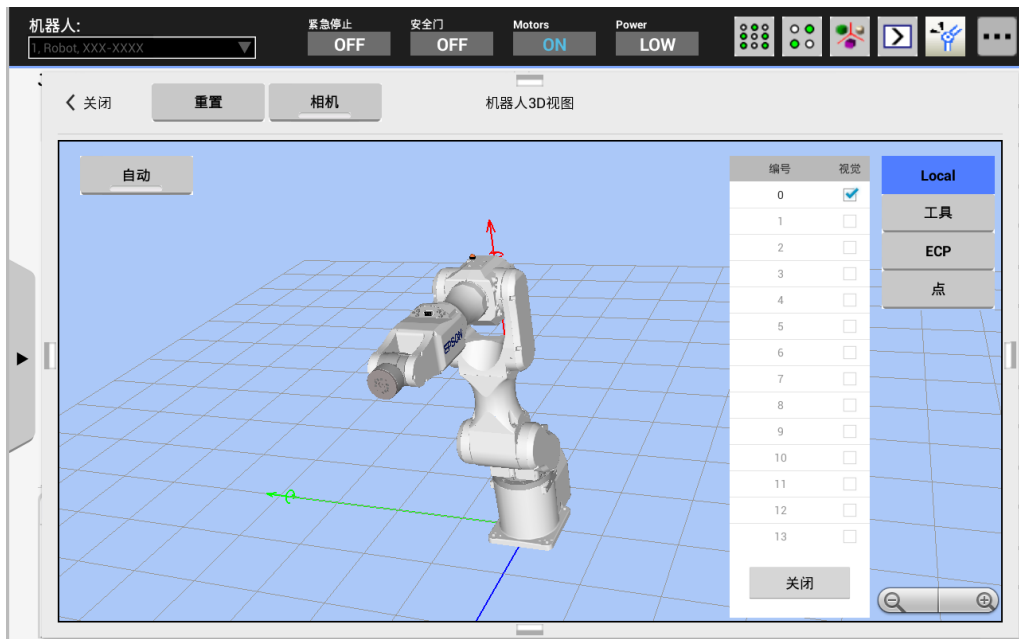 机器人:
1, Robot, XXX-XXXX
紧急停止
OFF
安全门
OFF
Motors
ON
Power
LOW
关闭
重置
相机
机器人3D视图
自动
EPSON
编号 视觉
0
1
2
3
4
5
6
7
8
9
10
11
12
13
关闭
Local
工具
ECP
点